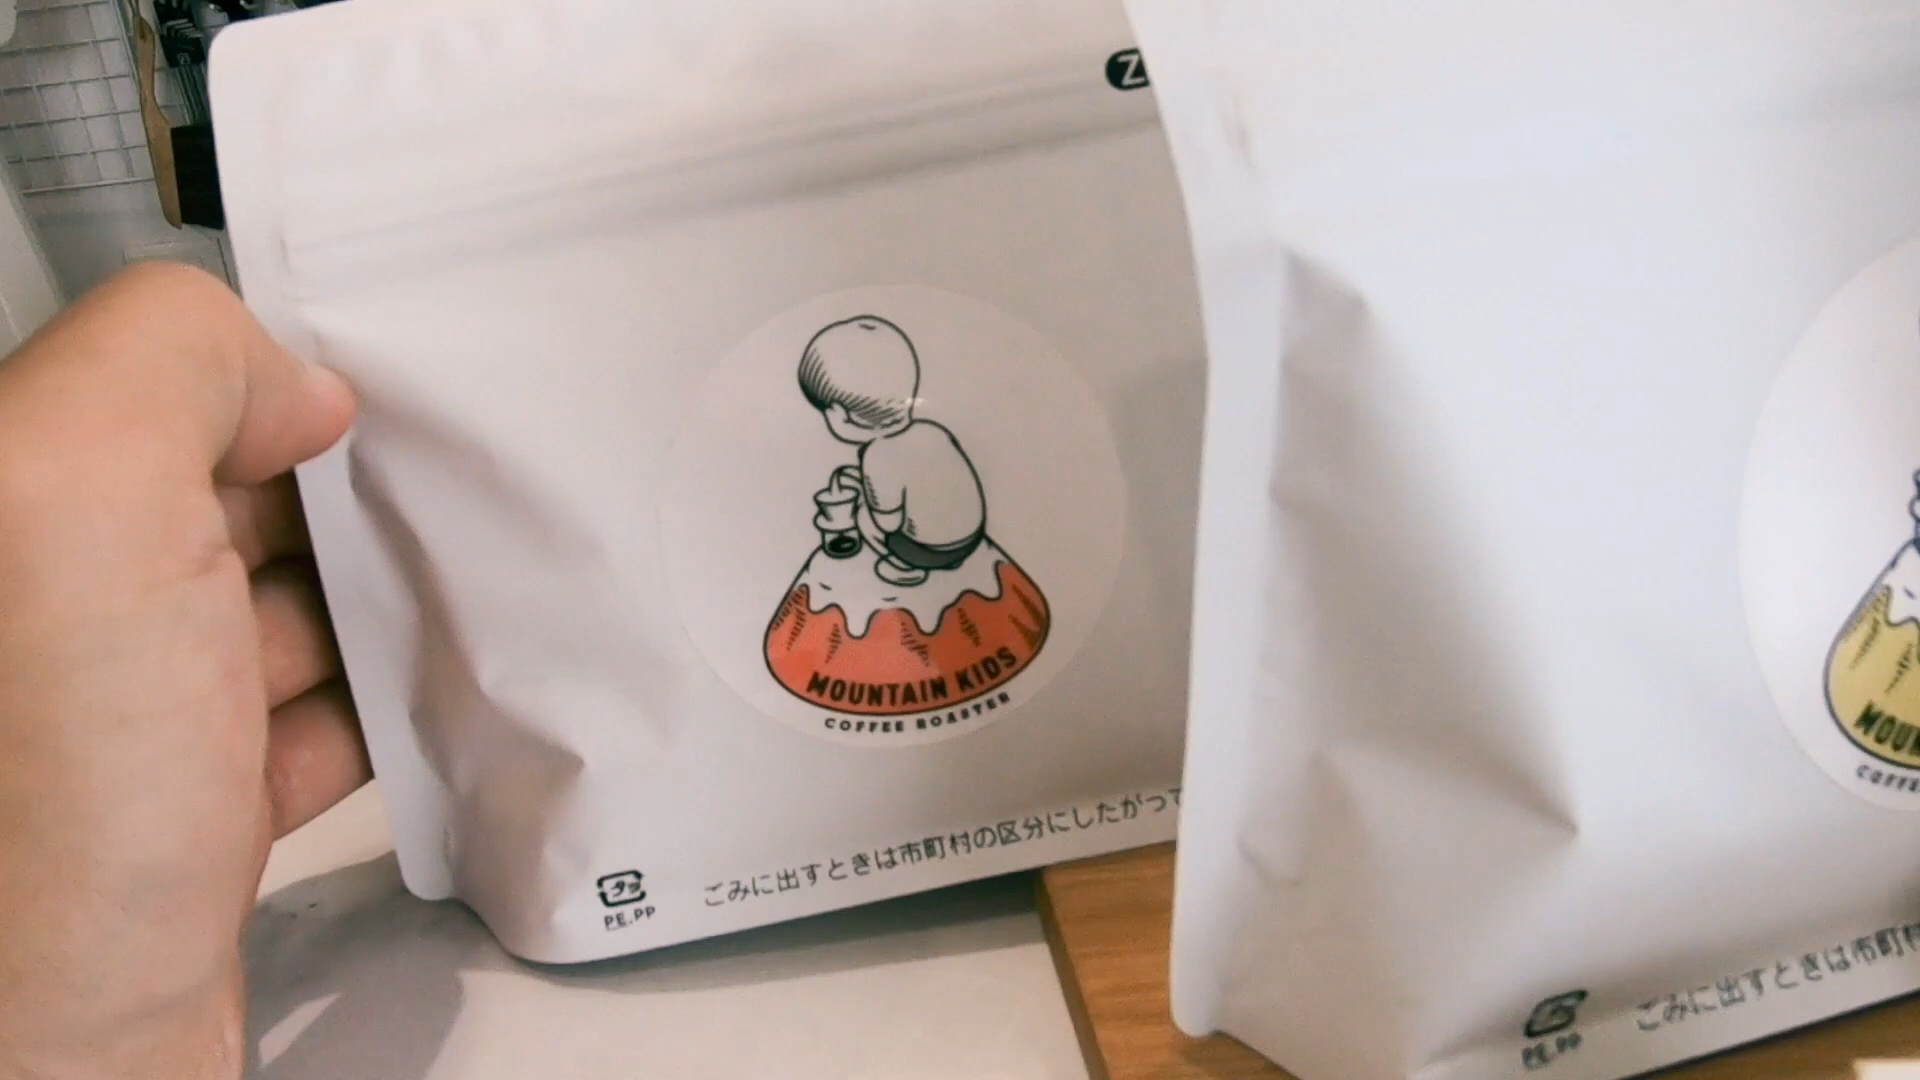 Z
MOUNTAIN KIDS
COFFEE ROASTER
ごみに出すときは市町村の区分にしたがって
PE.PP
MOUN
COFFE
ごみに出すときは市町村
PE.PP